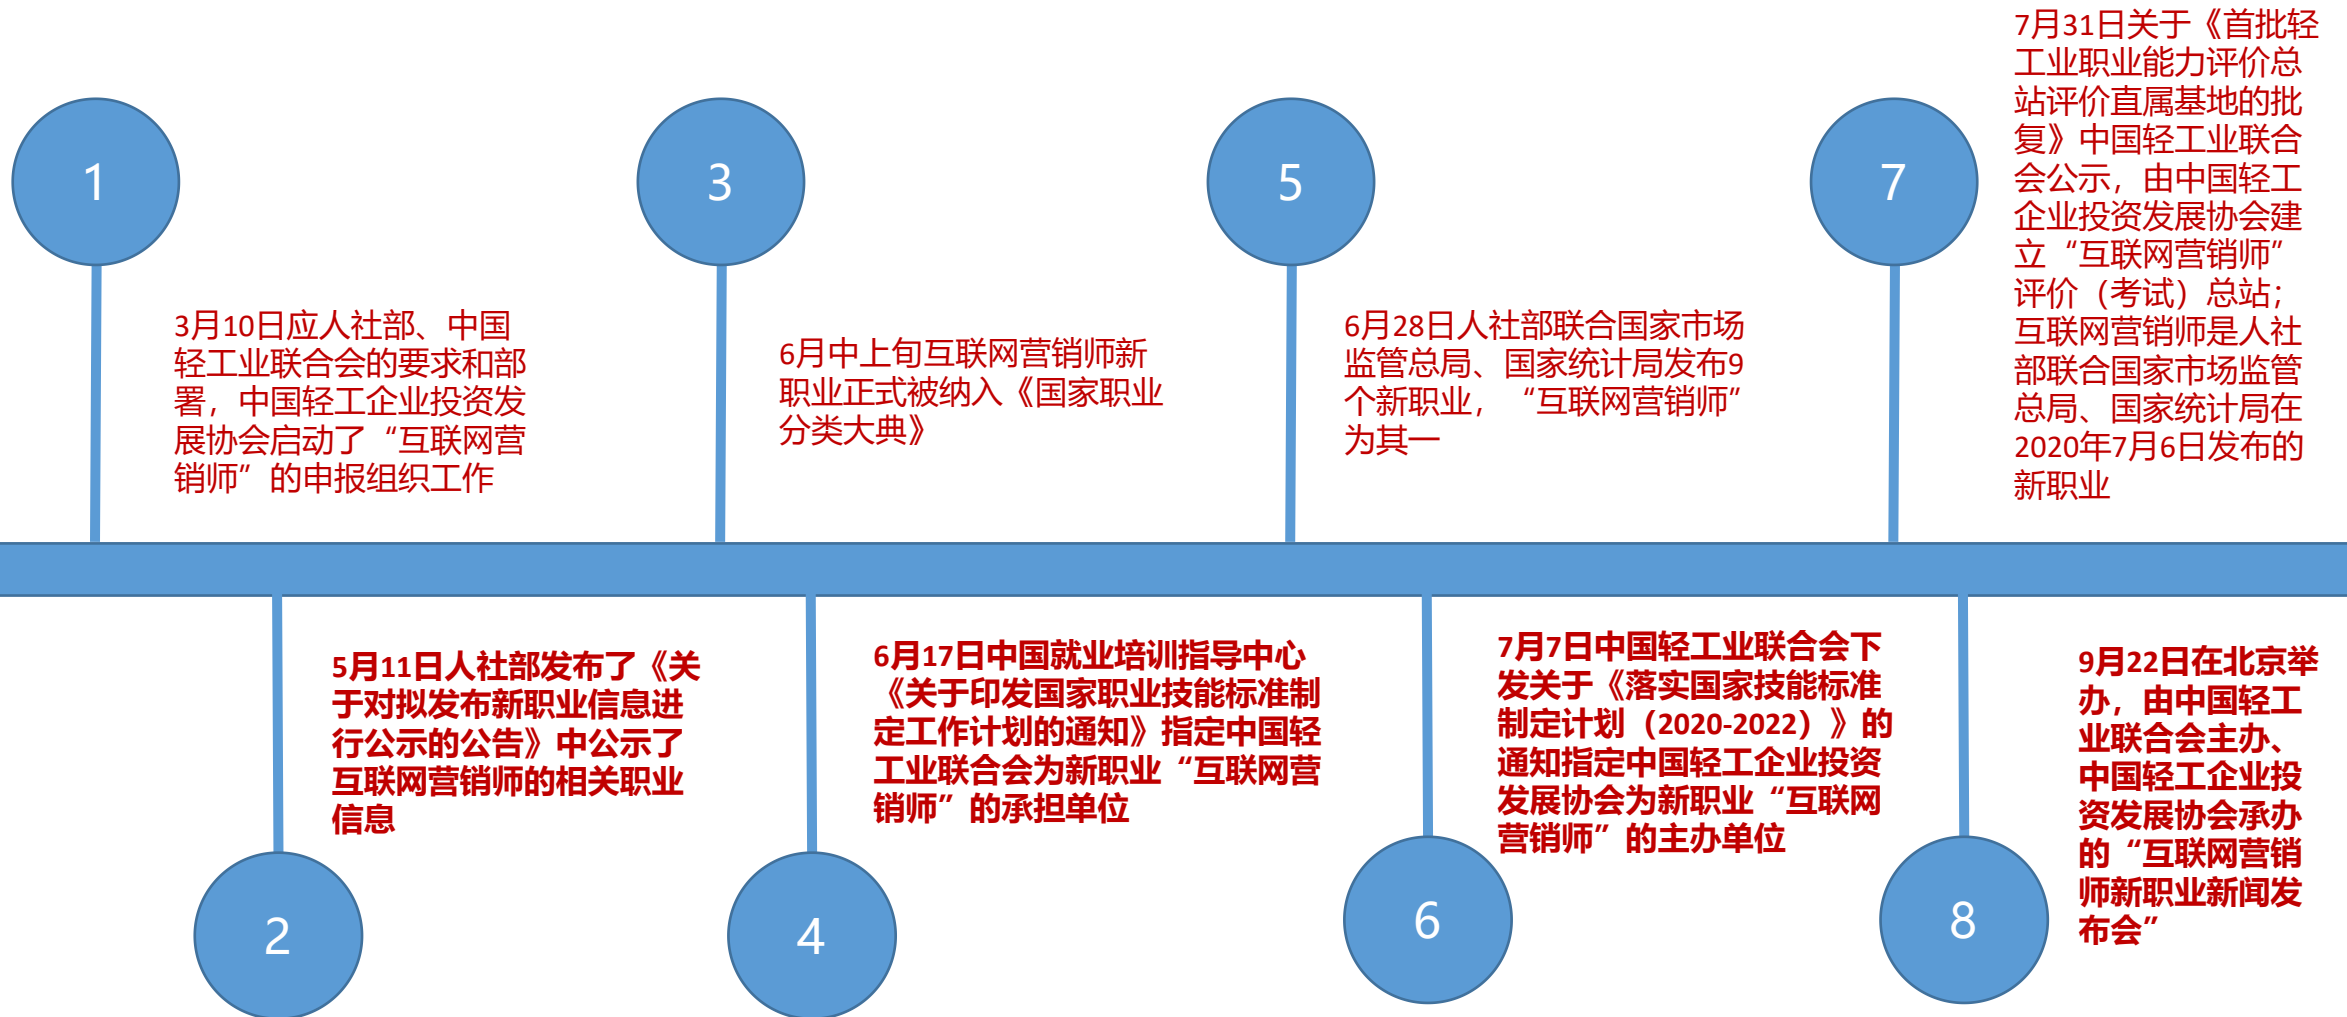 1
3月10日应人社部、中国
轻工业联合会的要求和部
署，中国轻工企业投资发
展协会启动了“互联网营
销师”的申报组织工作
2
5月11日人社部发布了《关
于对拟发布新职业信息进
行公示的公告》中公示了
互联网营销师的相关职业
信息
3
6月中上旬互联网营销师新
职业正式被纳入《国家职业
分类大典》
4
6月17日中国就业培训指导中心
《关于印发国家职业技能标准制
定工作计划的通知》指定中国轻
工业联合会为新职业“互联网营
销师”的承担单位
5
6月28日人社部联合国家市场
监管总局、国家统计局发布9
个新职业，“互联网营销师”
为其一
6
7月7日中国轻工业联合会下
发关于《落实国家技能标准
制定计划（2020-2022）》的
通知指定中国轻工企业投资
发展协会为新职业“互联网
营销师”的主办单位
7
7月31日关于《首批轻
工业职业能力评价总
站评价直属基地的批
复》中国轻工业联合
会公示，由中国轻工
企业投资发展协会建
立“互联网营销师”
评价（考试）总站；
互联网营销师是人社
部联合国家市场监管
总局、国家统计局在
2020年7月6日发布的
新职业
8
9月22日在北京举
办，由中国轻工
业联合会主办、
中国轻工企业投
资发展协会承办
的“互联网营销
师新职业新闻发
布会”